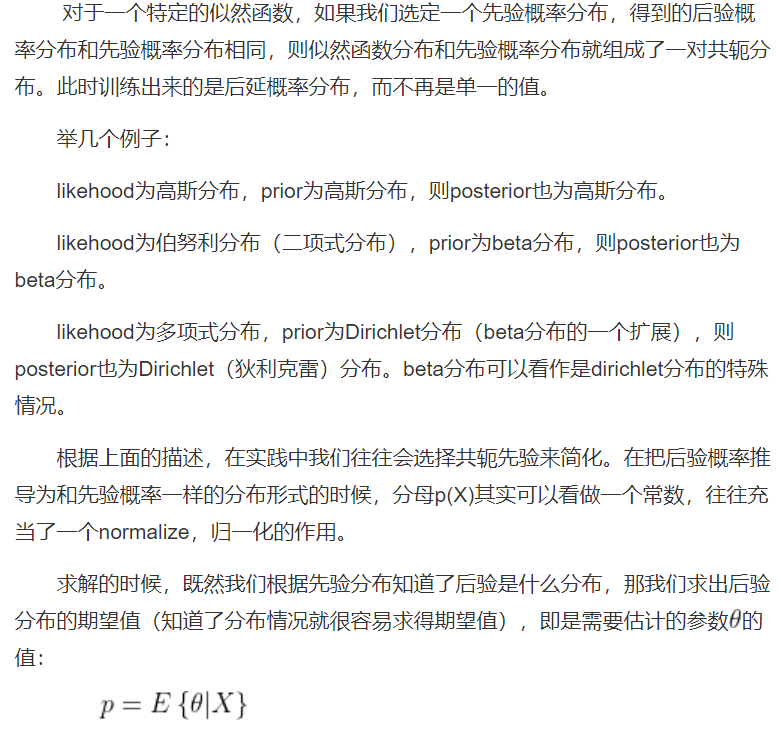 对于一个特定的似然函数，如果我们选定一个先验概率分布，得到的后验概
率分布和先验概率分布相同，则似然函数分布和先验概率分布就组成了一对共轭分
布。此时训练出来的是后延概率分布，而不再是单一的值。
举几个例子：
likehood为高斯分布，prior为高斯分布，则posterior也为高斯分布。
likehood为伯努利分布（二项式分布），prior为beta分布，则posterior也为
beta分布。
likehood为多项式分布，prior为Dirichlet分布（beta分布的一个扩展），则
posterior也为Dirichlet（狄利克雷）分布。beta分布可以看作是dirichlet分布的特殊
情况。
根据上面的描述，在实践中我们往往会选择共轭先验来简化。在把后验概率推
导为和先验概率一样的分布形式的时候，分母p(X)其实可以看做一个常数，往往充
当了一个normalize，归一化的作用。
求解的时候，既然我们根据先验分布知道了后验是什么分布，那我们求出后验
分布的期望值（知道了分布情况就很容易求得期望值），即是需要估计的参数θ的
值：
p = E {θ|X}